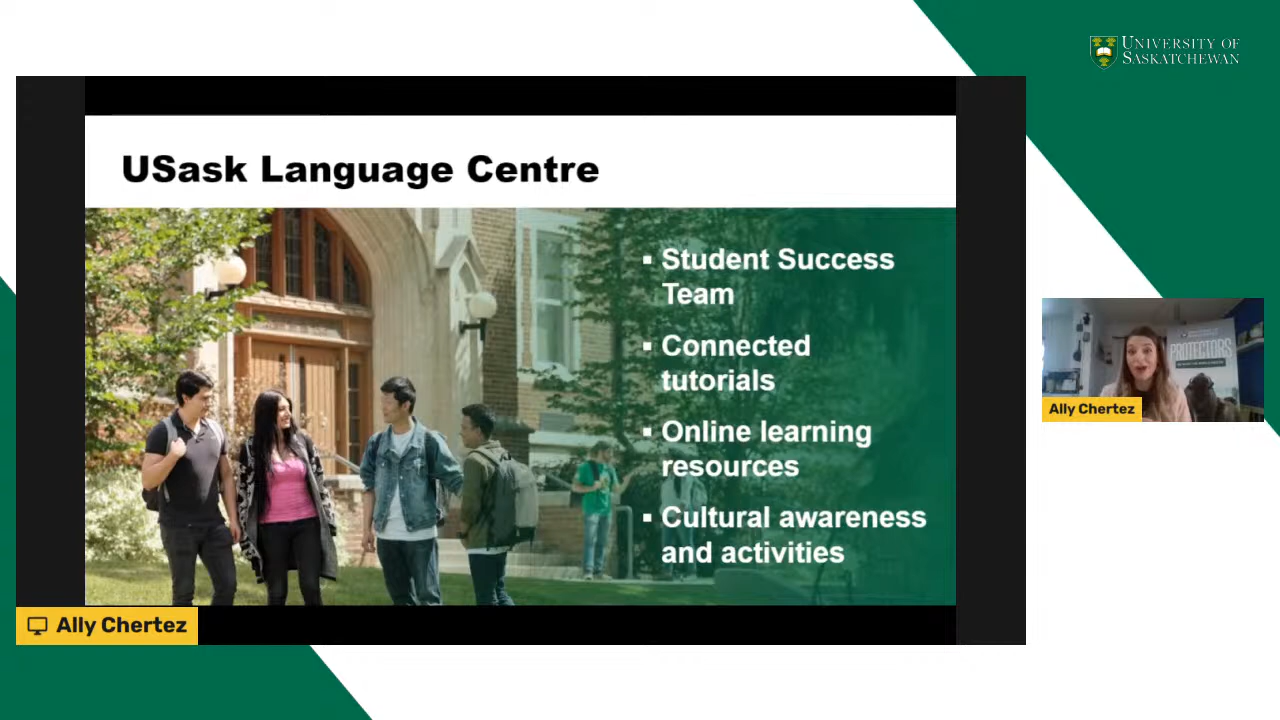 UNIVERSITY OF
SASKATCHEWAN
USask Language Centre
▪ Student Success
Team
▪ Connected
tutorials
▪ Online learning
resources
▪ Cultural awareness
and activities
PROTECTORS
Ally Chertez
Ally Chertez